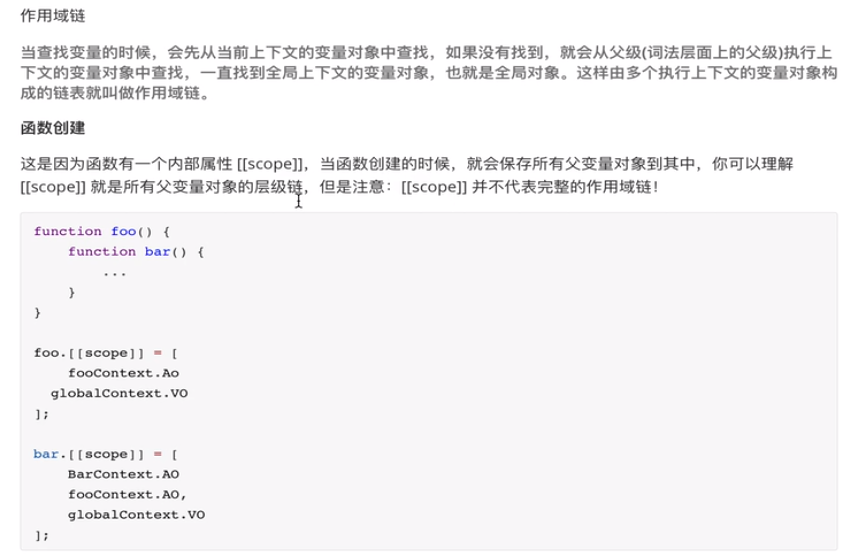 作用域链
当查找变量的时候，会先从当前上下文的变量对象中查找，如果没有找到，就会从父级(词法层面上的父级)执行上
下文的变量对象中查找，一直找到全局上下文的变量对象，也就是全局对象。这样由多个执行上下文的变量对象构
成的链表就叫做作用域链。
函数创建
这是因为函数有一个内部属性 [[scope]]，当函数创建的时候，就会保存所有父变量对象到其中，你可以理解
[[scope]] 就是所有父变量对象的层级链，但是注意：[[scope]] 并不代表完整的作用域链！
function foo() {
    function bar() {
        ...
    }
}
foo.[[scope]] = [
    fooContext.Ao
  globalContext.VO
];
bar.[[scope]] = [
    BarContext.AO
    fooContext.AO,
    globalContext.VO
];